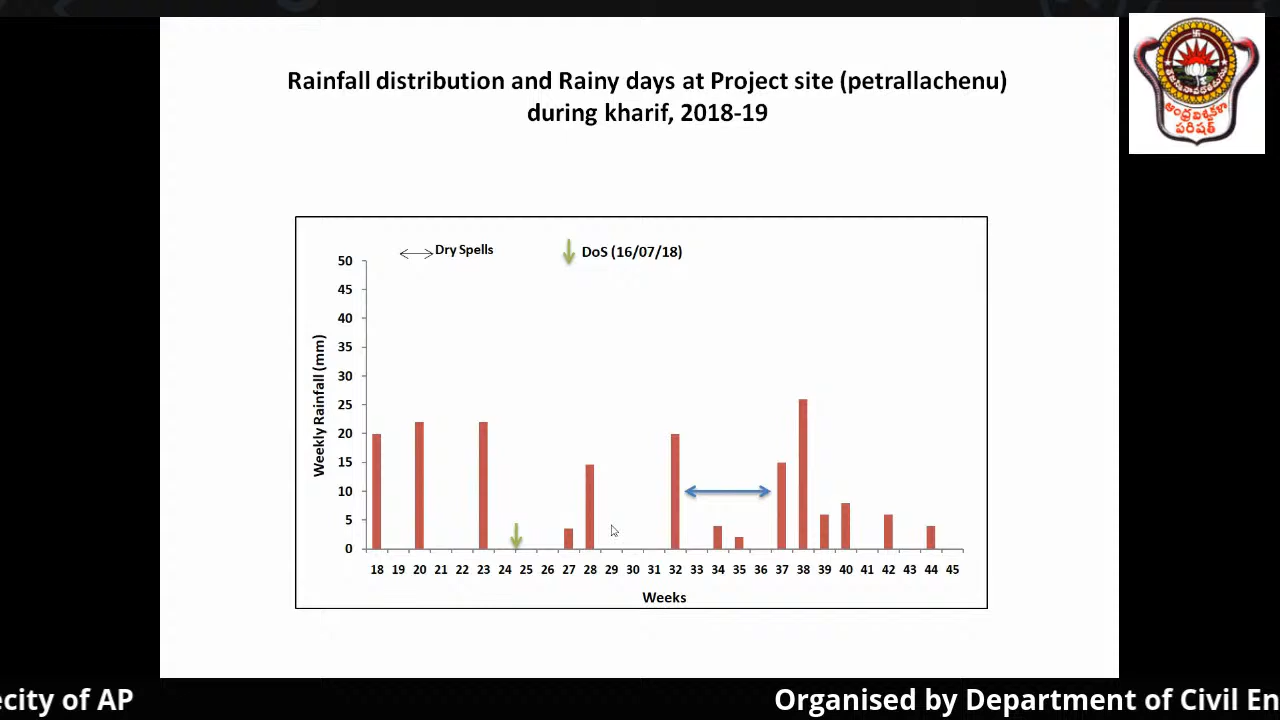 Rainfall distribution and Rainy days at Project site (petrallachenu)
during kharif, 2018-19
ఆంధ్ర విశ్వకళా
పరిషత్
Dry Spells
DoS (16/07/18)
50
45
40
35
30
25
20
15
10
5
0
Weekly Rainfall (mm)
18 19 20 21 22 23 24 25 26 27 28 29 30 31 32 33 34 35 36 37 38 39 40 41 42 43 44 45
Weeks
ecity of AP
Organised by Department of Civil En